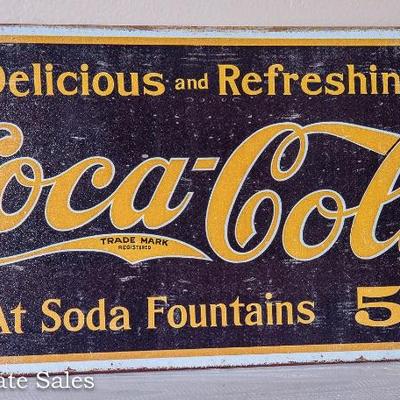 Delicious and Refreshin
Coca-Col
TRADE MARK
REGISTERED
At Soda Fountains 5
ate Sales